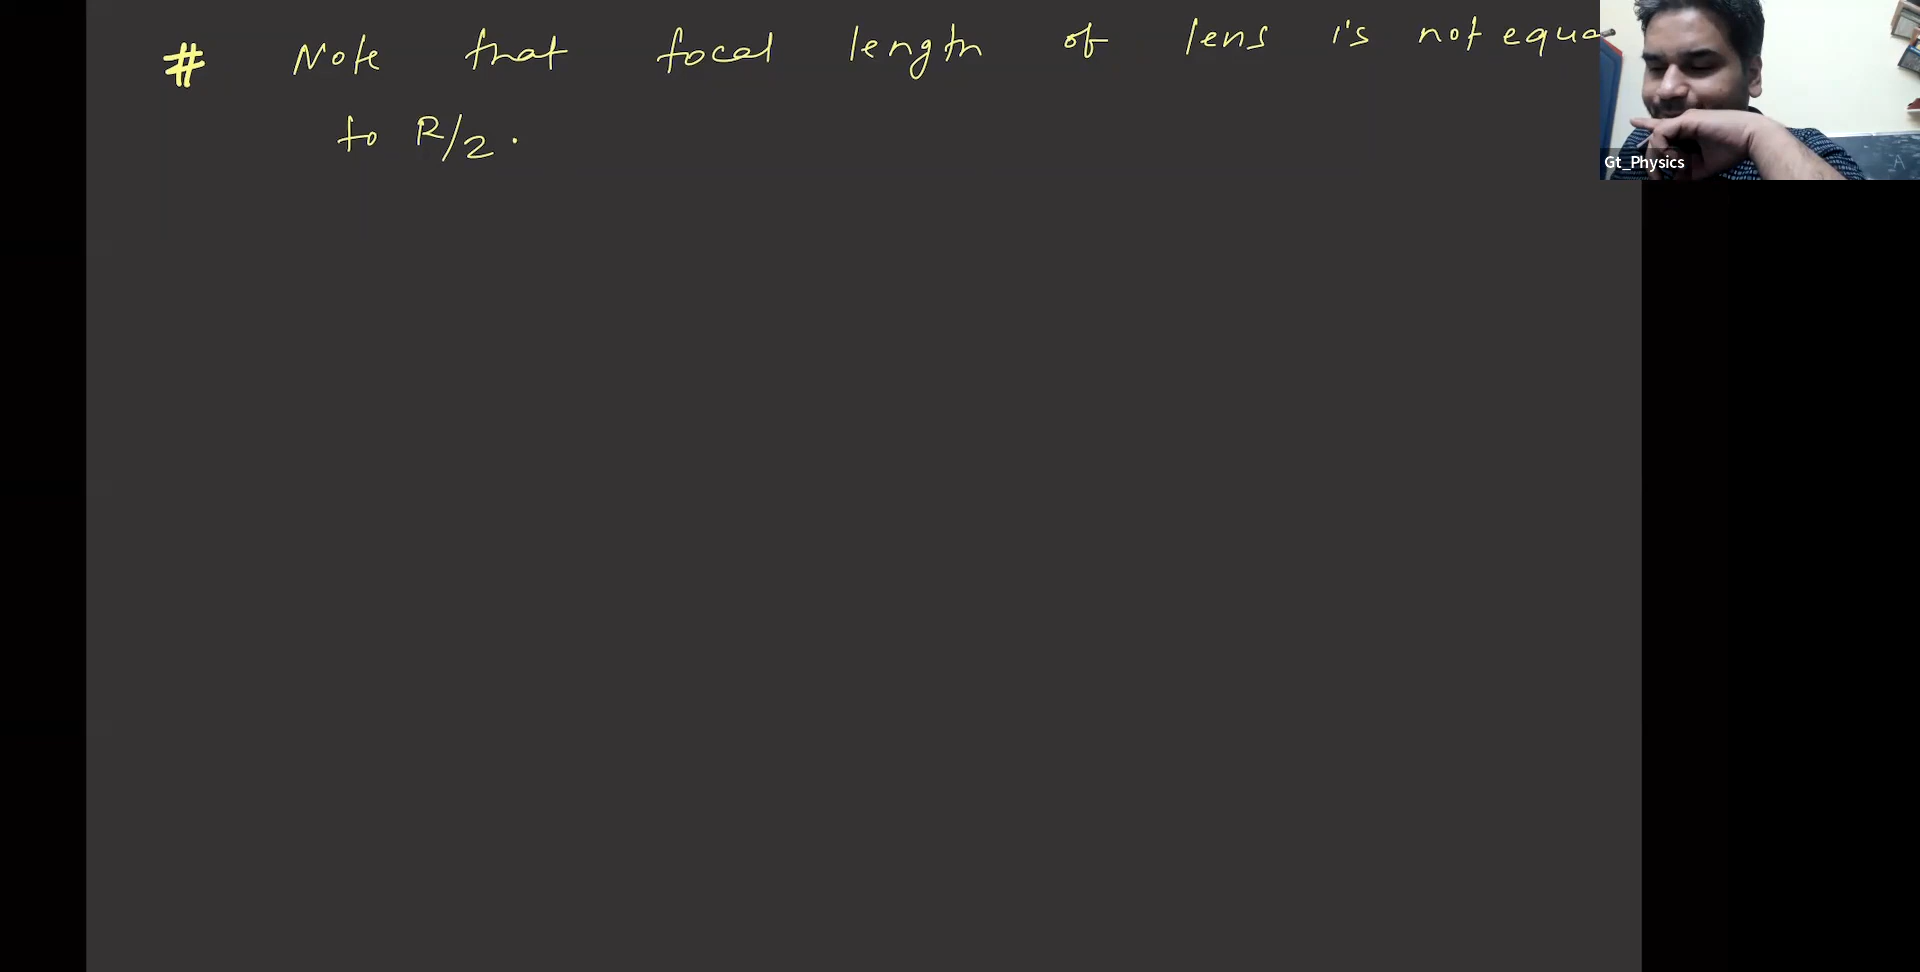 # Note that focal length of lens is not equa
to R/2.
Gt_Physics